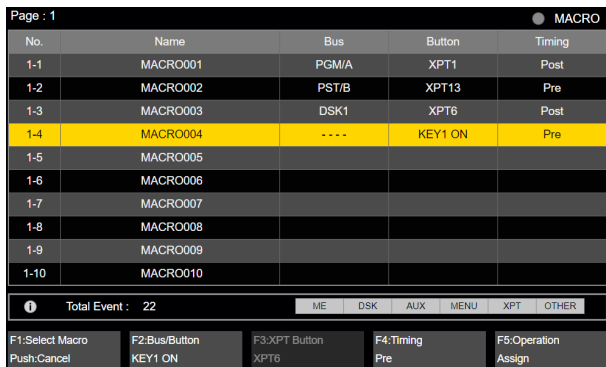 Page : 1 MACRO
No. Name Bus Button Timing
1-1 MACRO001 PGM/A XPT1 Post
1-2 MACRO002 PST/B XPT13 Pre
1-3 MACRO003 DSK1 XPT6 Post
1-4 MACRO004 - - - - KEY1 ON Pre
1-5 MACRO005
1-6 MACRO006
1-7 MACRO007
1-8 MACRO008
1-9 MACRO009
1-10 MACRO010
i Total Event : 22 ME DSK AUX MENU XPT OTHER
F1:Select Macro F2:Bus/Button F3:XPT Button F4:Timing F5:Operation
Push:Cancel KEY1 ON XPT6 Pre Assign